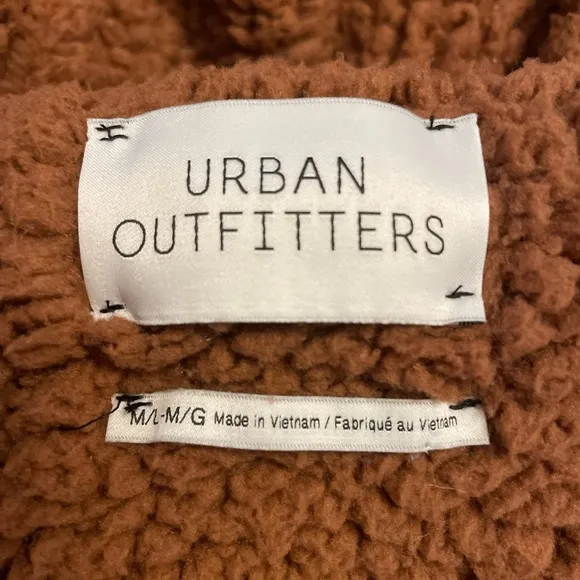 URBAN
OUTFITTERS
M/L-M/G Made in Vietnam / Fabriqué au Vietnam